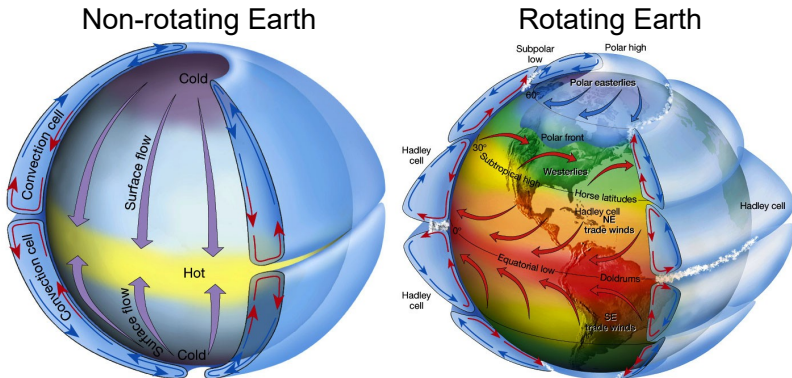 Non-rotating Earth
Cold
Convection cell
Surface flow
Hot
Convection cell
Surface flow
Cold
Rotating Earth
Subpolar
low
Polar high
Polar easterlies
60°
Polar front
Hadley
cell
30°
Subtropical high
Westerlies
Horse latitudes
Hadley cell
Hadley cell
NE
trade winds
0°
Equatorial low
Doldrums
Hadley
cell
SE
trade winds